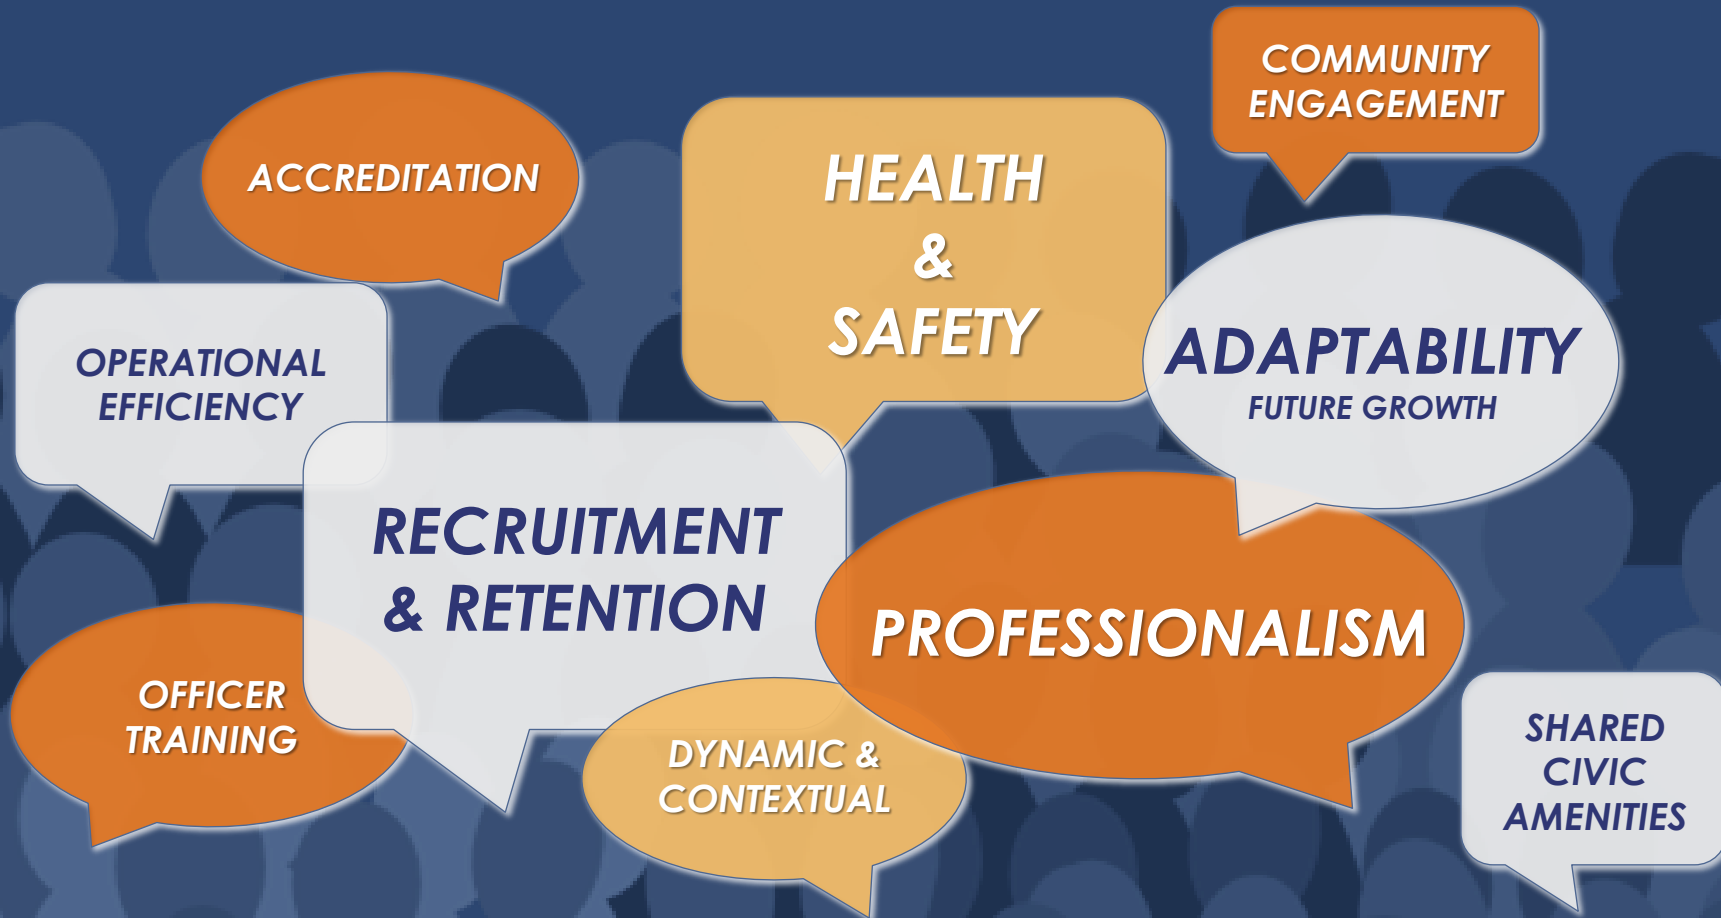 COMMUNITY
ENGAGEMENT
ACCREDITATION
HEALTH
&
SAFETY
OPERATIONAL
EFFICIENCY
ADAPTABILITY
FUTURE GROWTH
RECRUITMENT
& RETENTION
PROFESSIONALISM
OFFICER
TRAINING
DYNAMIC &
CONTEXTUAL
SHARED
CIVIC
AMENITIES